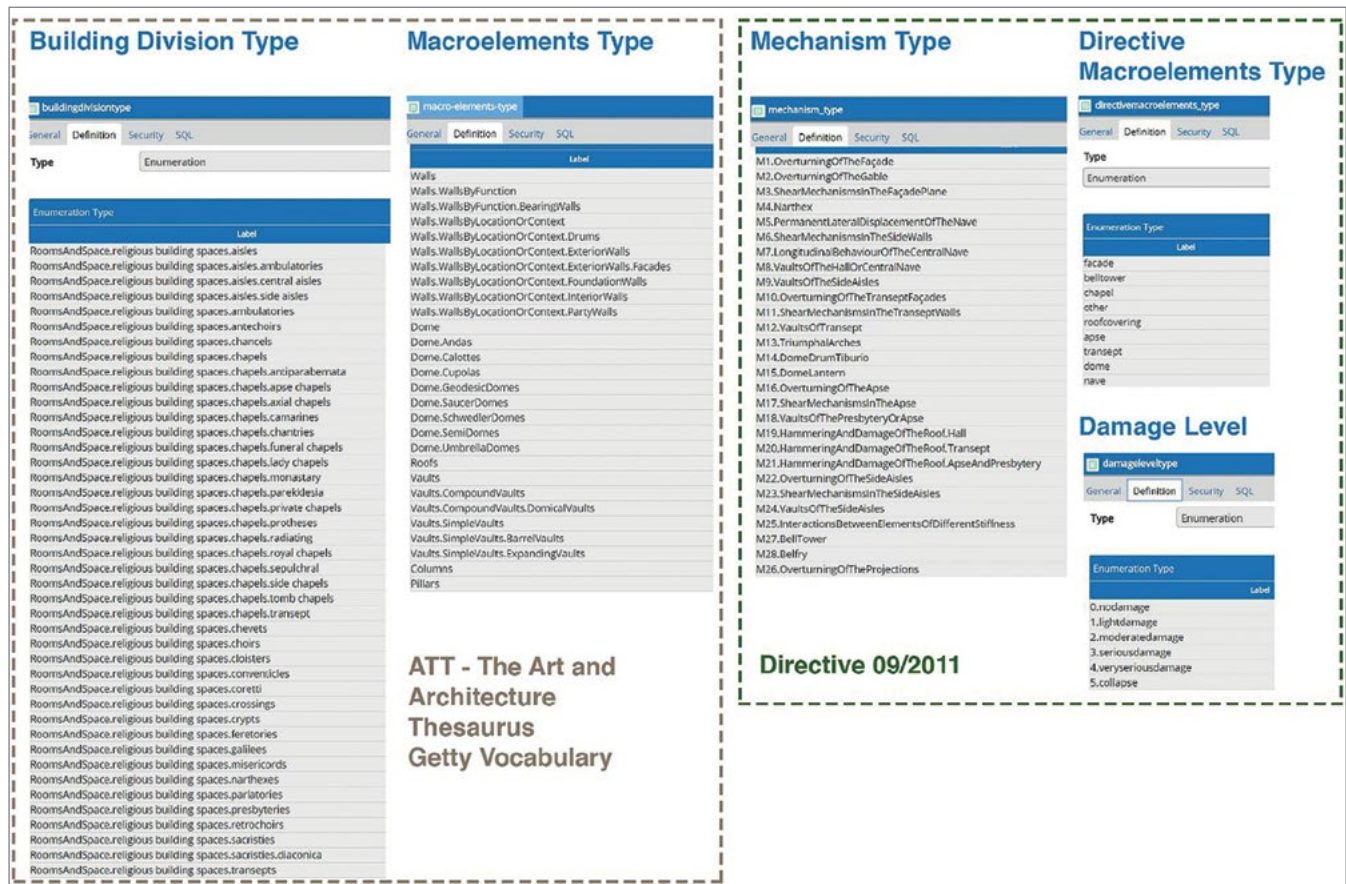 Building Division Type
buildingdivisiontype
General Definition Security SQL
Type Enumeration
Enumeration Type
Label
RoomsAndSpace.religious building spaces.aisles
RoomsAndSpace.religious building spaces.aisles.ambulatories
RoomsAndSpace.religious building spaces.aisles.central aisles
RoomsAndSpace.religious building spaces.aisles.side aisles
RoomsAndSpace.religious building spaces.ambulatories
RoomsAndSpace.religious building spaces.antechoirs
RoomsAndSpace.religious building spaces.chancels
RoomsAndSpace.religious building spaces.chapels
RoomsAndSpace.religious building spaces.chapels.antiparabemata
RoomsAndSpace.religious building spaces.chapels.apse chapels
RoomsAndSpace.religious building spaces.chapels.axial chapels
RoomsAndSpace.religious building spaces.chapels.camarines
RoomsAndSpace.religious building spaces.chapels.chantries
RoomsAndSpace.religious building spaces.chapels.funeral chapels
RoomsAndSpace.religious building spaces.chapels.lady chapels
RoomsAndSpace.religious building spaces.chapels.monastary
RoomsAndSpace.religious building spaces.chapels.parekklesia
RoomsAndSpace.religious building spaces.chapels.private chapels
RoomsAndSpace.religious building spaces.chapels.protheses
RoomsAndSpace.religious building spaces.chapels.radiating
RoomsAndSpace.religious building spaces.chapels.royal chapels
RoomsAndSpace.religious building spaces.chapels.sepulchral
RoomsAndSpace.religious building spaces.chapels.side chapels
RoomsAndSpace.religious building spaces.chapels.tomb chapels
RoomsAndSpace.religious building spaces.chapels.transept
RoomsAndSpace.religious building spaces.chevets
RoomsAndSpace.religious building spaces.choirs
RoomsAndSpace.religious building spaces.cloisters
RoomsAndSpace.religious building spaces.conventicles
RoomsAndSpace.religious building spaces.coretti
RoomsAndSpace.religious building spaces.crossings
RoomsAndSpace.religious building spaces.crypts
RoomsAndSpace.religious building spaces.feretories
RoomsAndSpace.religious building spaces.galilees
RoomsAndSpace.religious building spaces.misericords
RoomsAndSpace.religious building spaces.narthexes
RoomsAndSpace.religious building spaces.parlatories
RoomsAndSpace.religious building spaces.presbyteries
RoomsAndSpace.religious building spaces.retrochoirs
RoomsAndSpace.religious building spaces.sacristies
RoomsAndSpace.religious building spaces.sacristies.diaconica
RoomsAndSpace.religious building spaces.transepts
Macroelements Type
macro-elements-type
General Definition Security SQL
Label
Walls
Walls.WallsByFunction
Walls.WallsByFunction.BearingWalls
Walls.WallsByLocationOrContext
Walls.WallsByLocationOrContext.Drums
Walls.WallsByLocationOrContext.ExteriorWalls
Walls.WallsByLocationOrContext.ExteriorWalls.Facades
Walls.WallsByLocationOrContext.FoundationWalls
Walls.WallsByLocationOrContext.InteriorWalls
Walls.WallsByLocationOrContext.PartyWalls
Dome
Dome.Andas
Dome.Calottes
Dome.Cupolas
Dome.GeodesicDomes
Dome.SaucerDomes
Dome.SchwedlerDomes
Dome.SemiDomes
Dome.UmbrellaDomes
Roofs
Vaults
Vaults.CompoundVaults
Vaults.CompoundVaults.DomicalVaults
Vaults.SimpleVaults
Vaults.SimpleVaults.BarrelVaults
Vaults.SimpleVaults.ExpandingVaults
Columns
Pillars
ATT - The Art and
Architecture
Thesaurus
Getty Vocabulary
Mechanism Type
mechanism_type
General Definition Security SQL
M1.OverturningOfTheFaçade
M2.OverturningOfTheGable
M3.ShearMechanismsInTheFaçadePlane
M4.Narthex
M5.PermanentLateralDisplacementOfTheNave
M6.ShearMechanismsInTheSideWalls
M7.LongitudinalBehaviourOfTheCentralNave
M8.VaultsOfTheHallOrCentralNave
M9.VaultsOfTheSideAisles
M10.OverturningOfTheTranseptFaçades
M11.ShearMechanismsInTheTranseptWalls
M12.VaultsOfTransept
M13.TriumphalArches
M14.DomeDrumTiburio
M15.DomeLantern
M16.OverturningOfTheApse
M17.ShearMechanismsInTheApse
M18.VaultsOfThePresbyteryOrApse
M19.HammeringAndDamageOfTheRoof.Hall
M20.HammeringAndDamageOfTheRoof.Transept
M21.HammeringAndDamageOfTheRoof.ApseAndPresbytery
M22.OverturningOfTheSideAisles
M23.ShearMechanismsInTheSideAisles
M24.VaultsOfTheSideAisles
M25.InteractionsBetweenElementsOfDifferentStiffness
M27.BellTower
M28.Belfry
M26.OverturningOfTheProjections
Directive 09/2011
Directive
Macroelements Type
directivemacroelements_type
General Definition Security SQL
Type
Enumeration
Enumeration Type
Label
facade
belltower
chapel
other
roofcovering
apse
transept
dome
nave
Damage Level
damageleveltype
General Definition Security SQL
Type Enumeration
Enumeration Type
Label
0.nodamage
1.lightdamage
2.moderatedamage
3.seriousdamage
4.veryseriousdamage
5.collapse